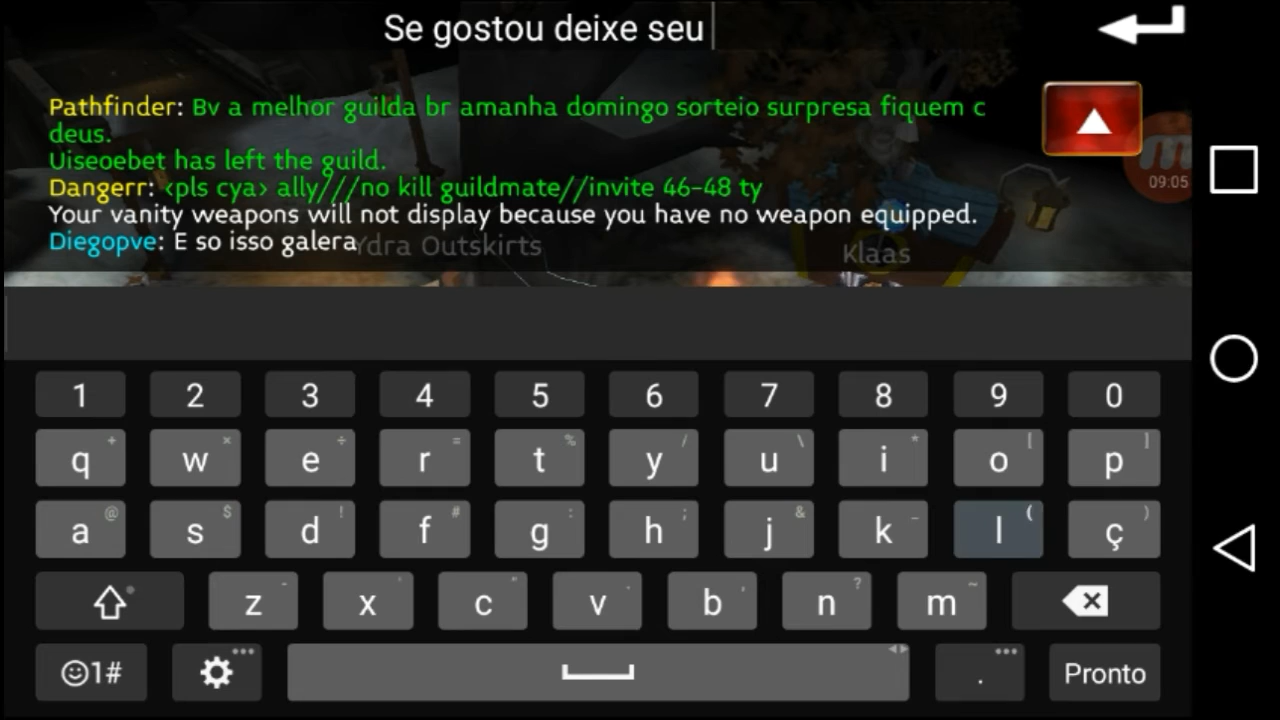 Se gostou deixe seu
Pathfinder: Bv a melhor guilda br amanha domingo sorteio surpresa fiquem c
deus.
Uiseoebet has left the guild.
Dangerr: <pls cya> ally///no kill guildmate//invite 46-48 ty
09:05
Your vanity weapons will not display because you have no weapon equipped.
Diegopve: E so isso galera
Ydra Outskirts
Klaas
1 2 3 4 5 6 7 8 9 0
+ × ÷ = % / \ * [ ]
q w e r t y u i o p
@ $ ! # : ; & _ ( )
a s d f g h j k l ç
- ' " . , ? ~
z x c v b n m
1# . Pronto